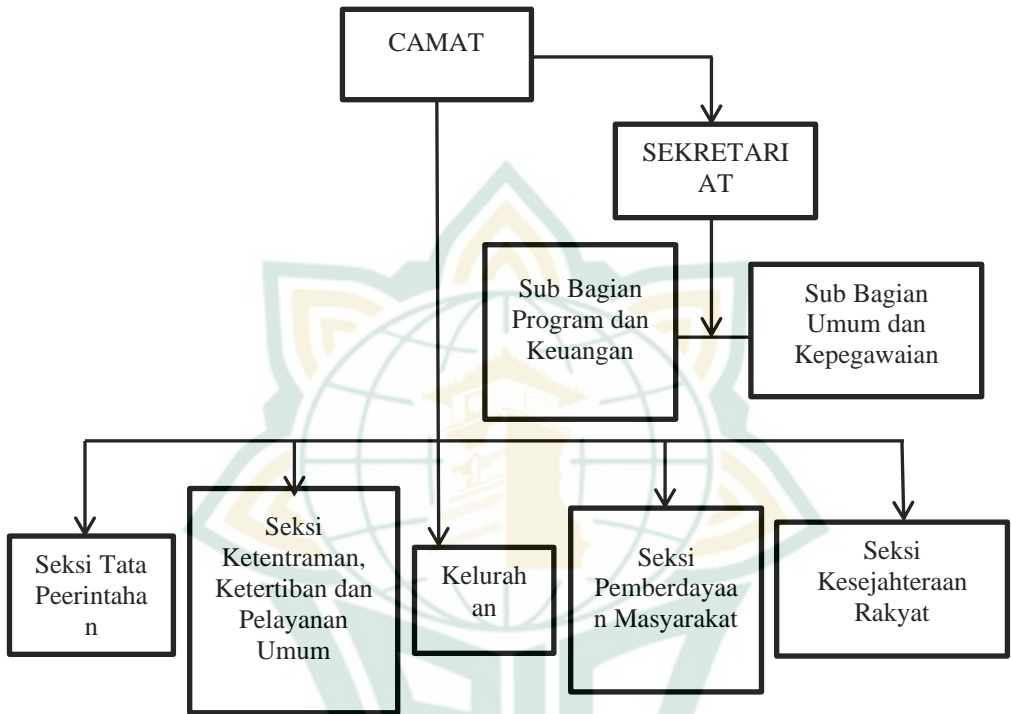 CAMAT
SEKRETARI
AT
Sub Bagian
Program dan
Keuangan
Sub Bagian
Umum dan
Kepegawaian
Seksi Tata
Peerintaha
n
Seksi
Ketentraman,
Ketertiban dan
Pelayanan
Umum
Kelurah
an
Seksi
Pemberdayaa
n Masyarakat
Seksi
Kesejahteraan
Rakyat